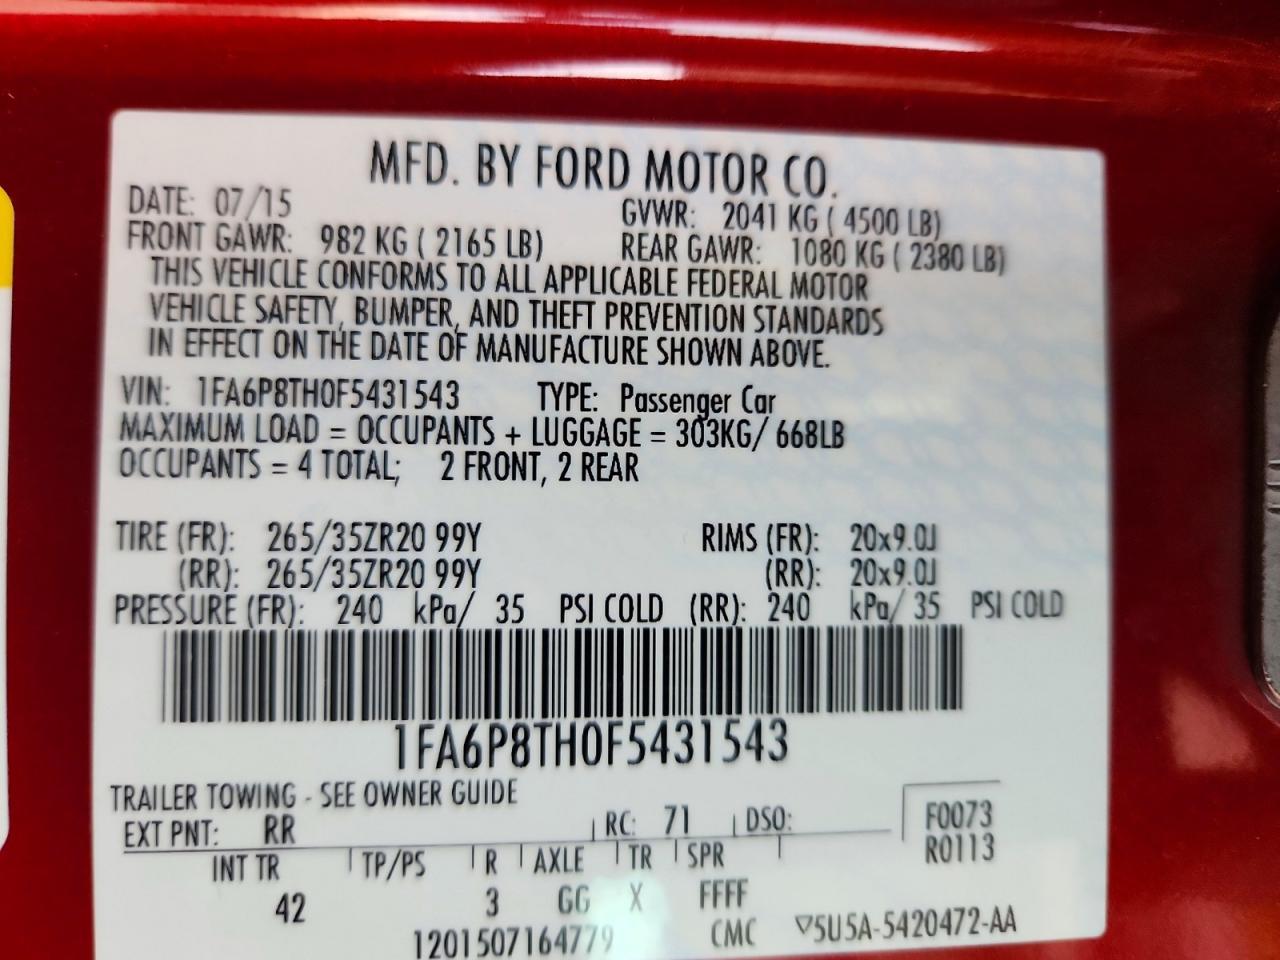 MFD. BY FORD MOTOR CO.
DATE: 07/15 GVWR: 2041 KG ( 4500 LB)
FRONT GAWR: 982 KG ( 2165 LB) REAR GAWR: 1080 KG ( 2380 LB)
THIS VEHICLE CONFORMS TO ALL APPLICABLE FEDERAL MOTOR
VEHICLE SAFETY, BUMPER, AND THEFT PREVENTION STANDARDS
IN EFFECT ON THE DATE OF MANUFACTURE SHOWN ABOVE.
VIN: 1FA6P8TH0F5431543 TYPE: Passenger Car
MAXIMUM LOAD = OCCUPANTS + LUGGAGE = 303KG/ 668LB
OCCUPANTS = 4 TOTAL; 2 FRONT, 2 REAR
TIRE (FR): 265/35ZR20 99Y RIMS (FR): 20x9.0J
(RR): 265/35ZR20 99Y (RR): 20x9.0J
PRESSURE (FR): 240 kPa/ 35 PSI COLD (RR): 240 kPa/ 35 PSI COLD
1FA6P8TH0F5431543
TRAILER TOWING - SEE OWNER GUIDE
EXT PNT: RR RC: 71 DSO: F0073
R0113
INT TR TP/PS R AXLE TR SPR
42 3 GG X FFFF
1201507164779 CMC ▽5U5A-5420472-AA